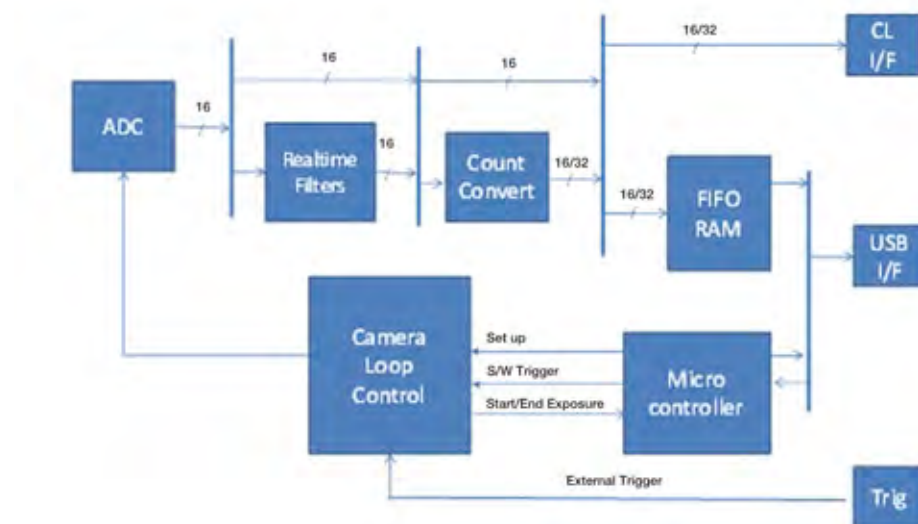 16/32
CL
I/F
16
16
16
ADC
Realtime
Filters
16
Count
Convert
16/32
16/32
FIFO
RAM
USB
I/F
Camera
Loop
Control
Set up
S/W Trigger
Start/End Exposure
Micro
controller
External Trigger
Trig